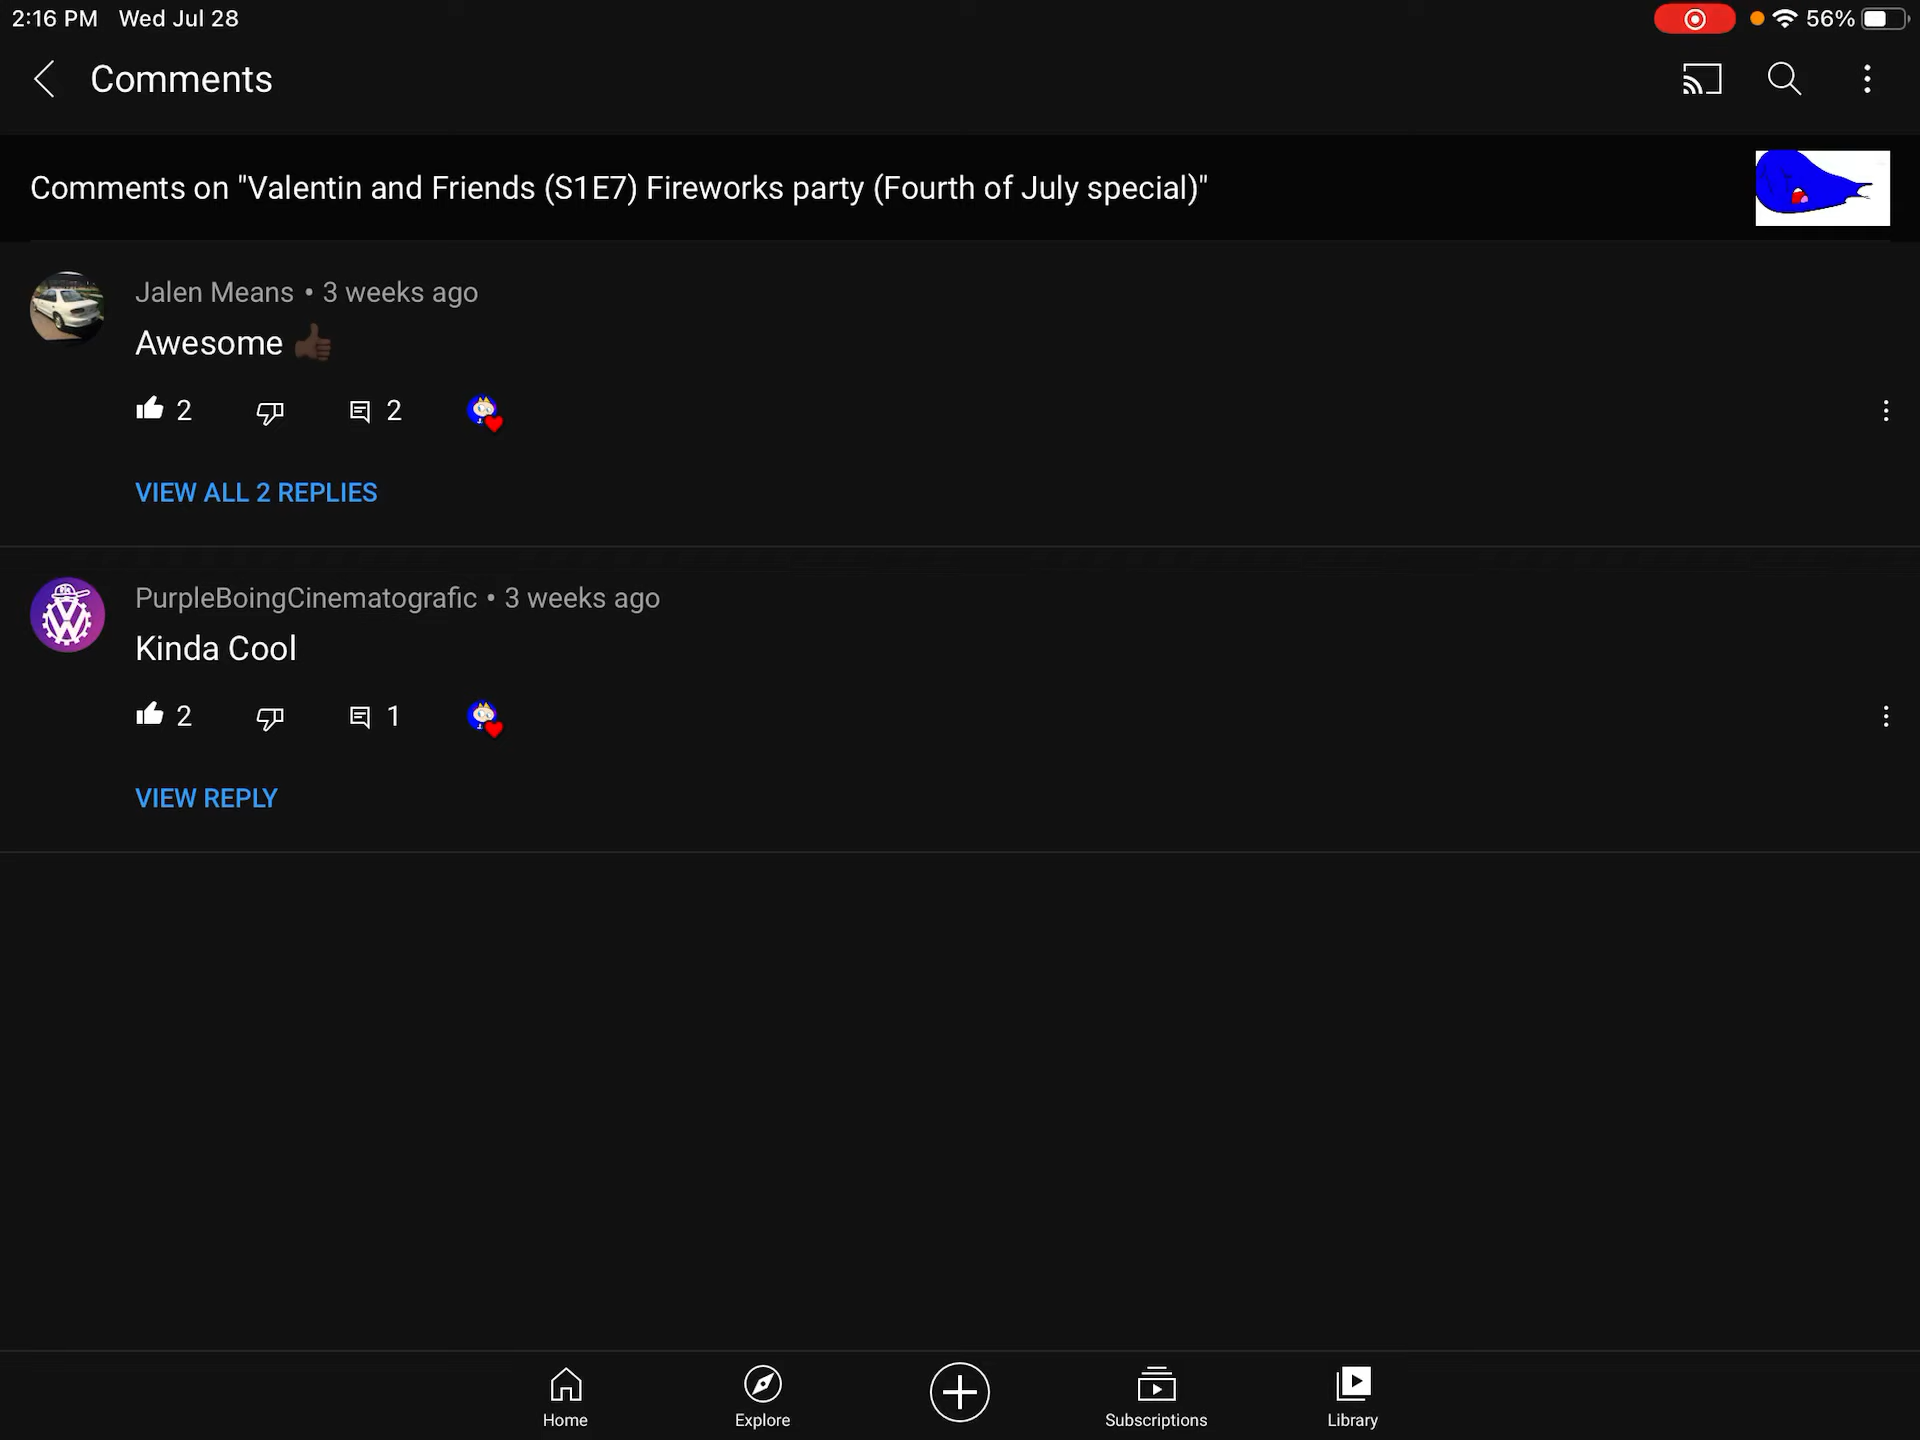 2:16 PM Wed Jul 28 56%
Comments
Comments on "Valentin and Friends (S1E7) Fireworks party (Fourth of July special)"
Jalen Means • 3 weeks ago
Awesome 👍🏿
2 2
VIEW ALL 2 REPLIES
PurpleBoingCinematografic • 3 weeks ago
Kinda Cool
2 1
VIEW REPLY
Home Explore Subscriptions Library